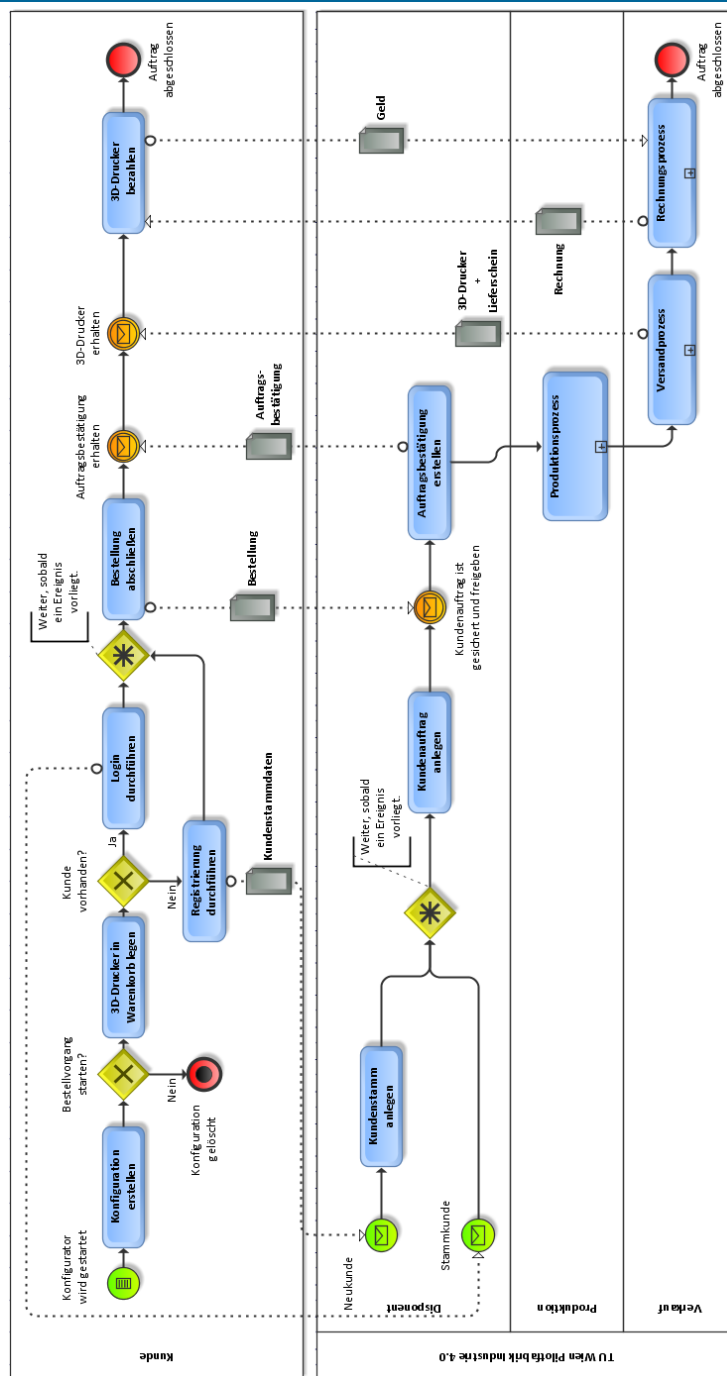 Kunde
Konfigurator
wird gestartet
Konfiguration
erstellen
Bestellvorgang
starten?
Nein
Konfiguration
gelöscht
3D-Drucker in
Warenkorb legen
Kunde
vorhanden?
Ja
Nein
Login
durchführen
Registrierung
durchführen
Kundenstammdaten
Weiter, sobald
ein Ereignis
vorliegt.
Bestellung
abschließen
Bestellung
Auftragsbestätigung
erhalten
Auftrags-
bestätigung
3D-Drucker
erhalten
3D-Drucker
+
Lieferschein
3D-Drucker
bezahlen
Rechnung
Geld
Auftrag
abgeschlossen
TU Wien Pilotfabrik Industrie 4.0
Disponent
Neukunde
Stammkunde
Kundenstamm
anlegen
Weiter, sobald
ein Ereignis
vorliegt.
Kundenauftrag
anlegen
Kundenauftrag ist
gesichert und freigeben
Auftragsbestätigung
erstellen
Produktion
Produktionsprozess
Verkauf
Versandprozess
Rechnungsprozess
Auftrag
abgeschlossen